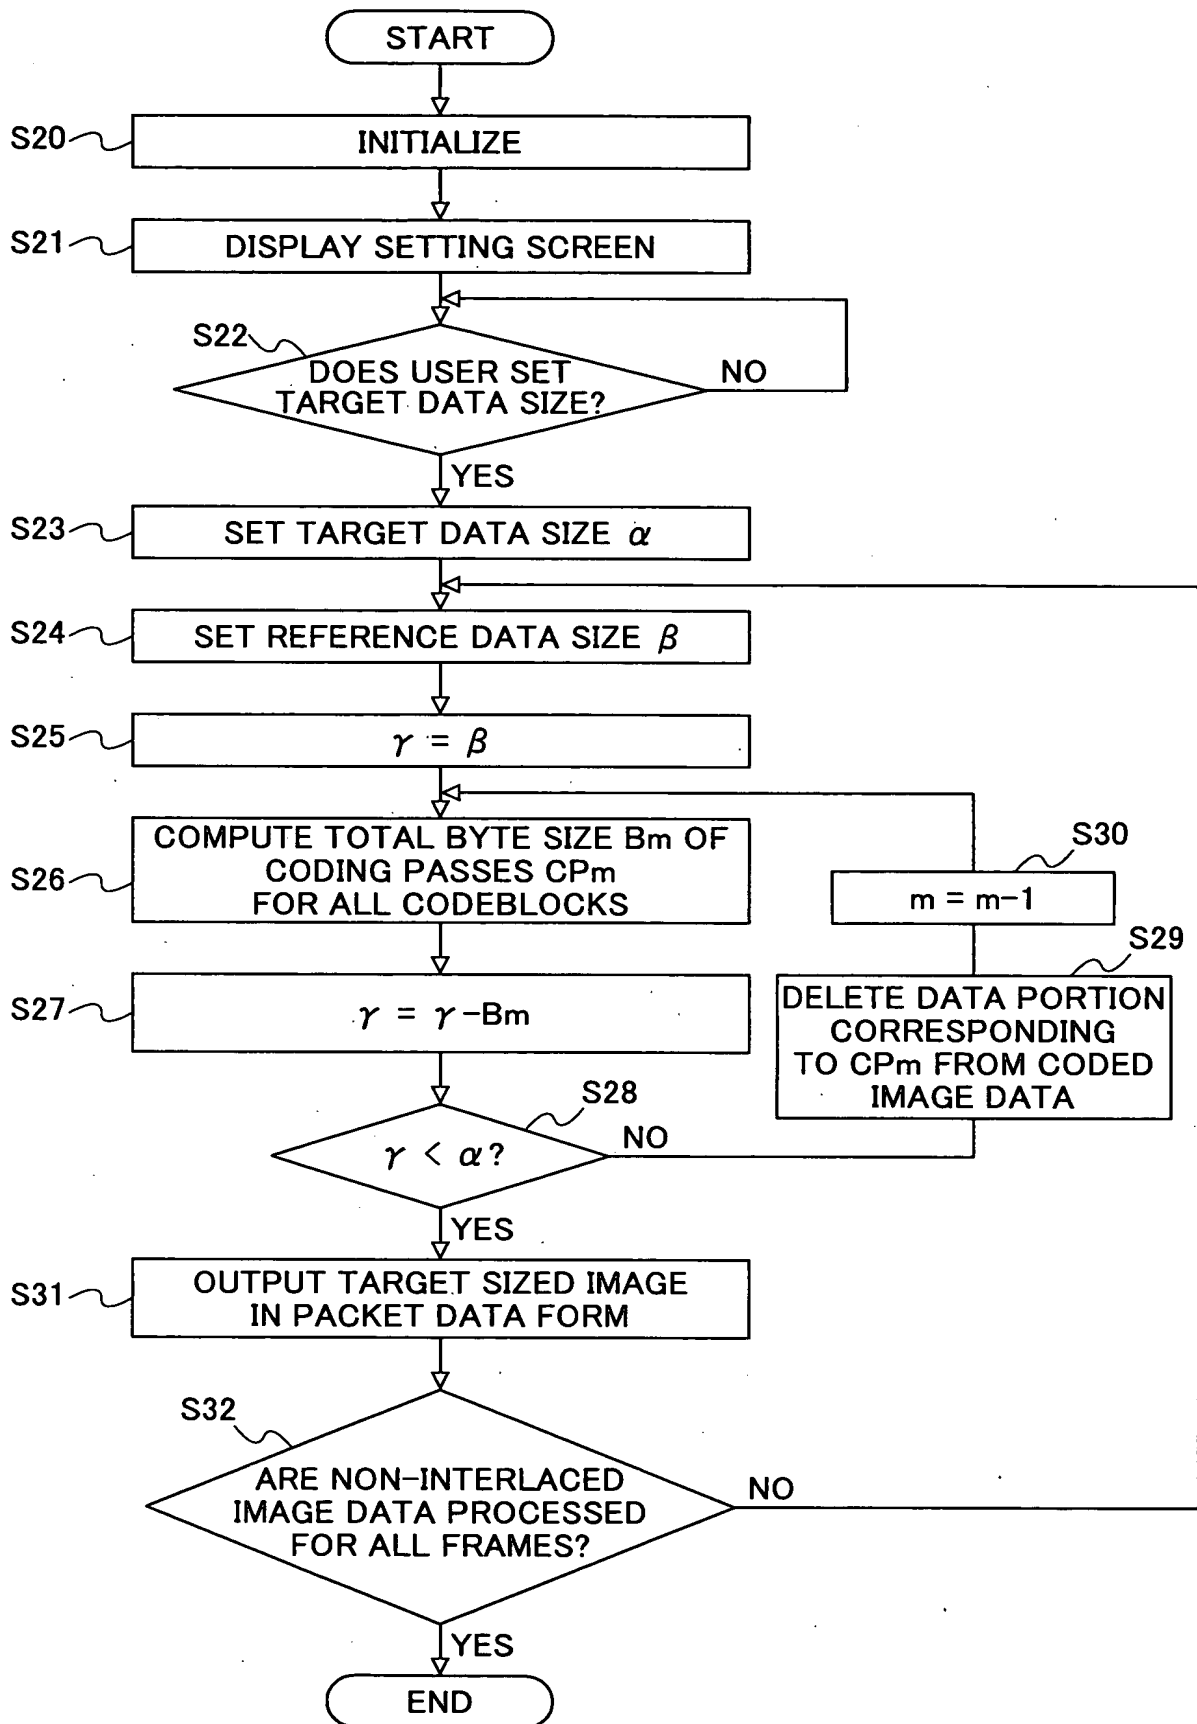 START
S20
INITIALIZE
S21
DISPLAY SETTING SCREEN
S22
DOES USER SET
TARGET DATA SIZE?
NO
YES
S23
SET TARGET DATA SIZE α
S24
SET REFERENCE DATA SIZE β
S25
γ = β
S26
COMPUTE TOTAL BYTE SIZE Bm OF
CODING PASSES CPm
FOR ALL CODEBLOCKS
S30
m = m-1
S29
DELETE DATA PORTION
CORRESPONDING
TO CPm FROM CODED
IMAGE DATA
S27
γ = γ-Bm
S28
γ < α?
NO
YES
S31
OUTPUT TARGET SIZED IMAGE
IN PACKET DATA FORM
S32
ARE NON-INTERLACED
IMAGE DATA PROCESSED
FOR ALL FRAMES?
NO
YES
END